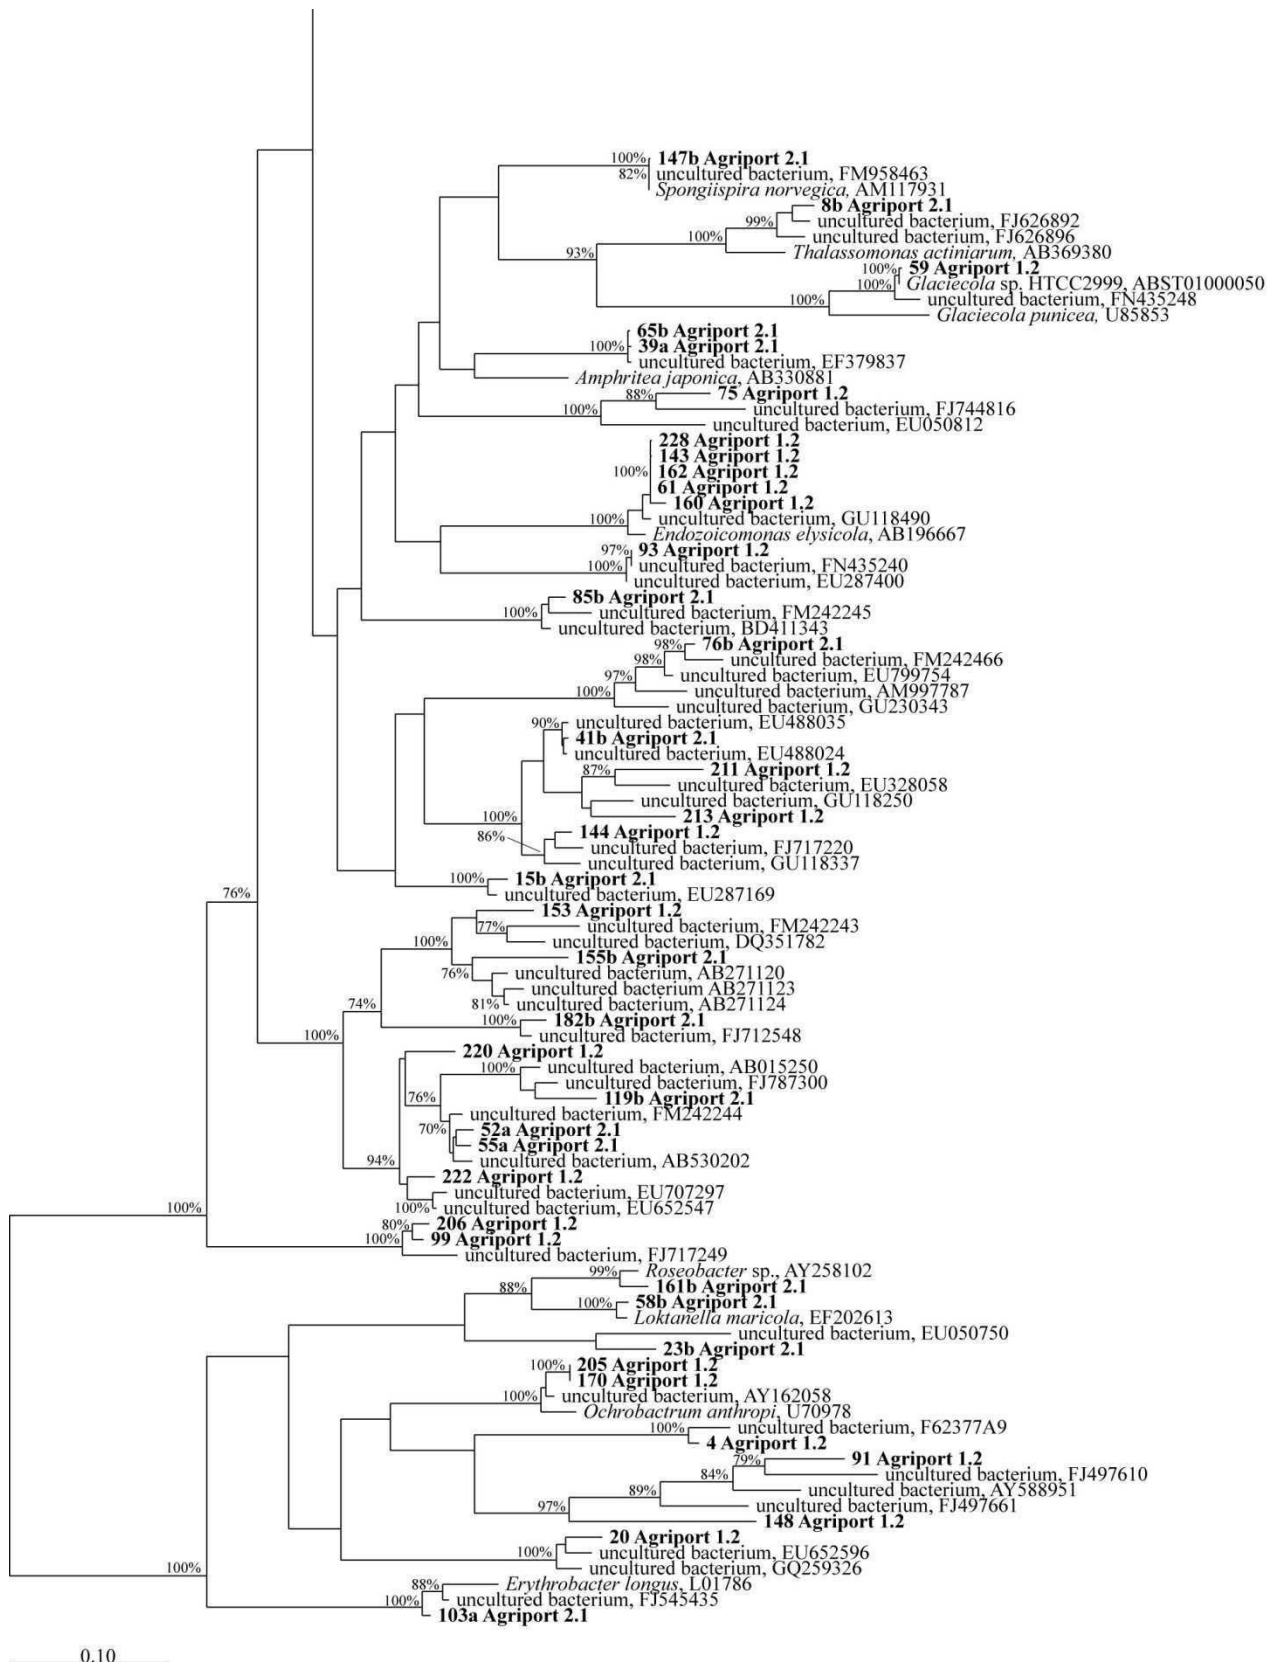 100% 147b Agriport 2.1
82% uncultured bacterium, FM958463
Spongiispira norvegica, AM117931
8b Agriport 2.1
99% uncultured bacterium, FJ626892
100% uncultured bacterium, FJ626896
93% Thalassomonas actiniarum, AB369380
100% 59 Agriport 1.2
100% Glaciecola sp. HTCC2999, ABST01000050
100% uncultured bacterium, FN435248
Glaciecola punicea, U85853
65b Agriport 2.1
100% 39a Agriport 2.1
uncultured bacterium, EF379837
Amphritea japonica, AB330881
88% 75 Agriport 1.2
100% uncultured bacterium, FJ744816
uncultured bacterium, EU050812
228 Agriport 1.2
143 Agriport 1.2
100% 162 Agriport 1.2
61 Agriport 1.2
160 Agriport 1.2
100% uncultured bacterium, GU118490
Endozoicomonas elysicola, AB196667
97% 93 Agriport 1.2
100% uncultured bacterium, FN435240
uncultured bacterium, EU287400
85b Agriport 2.1
100% uncultured bacterium, FM242245
uncultured bacterium, BD411343
98% 76b Agriport 2.1
98% uncultured bacterium, FM242466
97% uncultured bacterium, EU799754
100% uncultured bacterium, AM997787
uncultured bacterium, GU230343
90% uncultured bacterium, EU488035
41b Agriport 2.1
uncultured bacterium, EU488024
87% 211 Agriport 1.2
uncultured bacterium, EU328058
uncultured bacterium, GU118250
100% 213 Agriport 1.2
86% 144 Agriport 1.2
uncultured bacterium, FJ717220
uncultured bacterium, GU118337
100% 15b Agriport 2.1
76% uncultured bacterium, EU287169
153 Agriport 1.2
77% uncultured bacterium, FM242243
100% uncultured bacterium, DQ351782
155b Agriport 2.1
76% uncultured bacterium, AB271120
uncultured bacterium AB271123
74% 81% uncultured bacterium, AB271124
100% 182b Agriport 2.1
100% uncultured bacterium, FJ712548
220 Agriport 1.2
100% uncultured bacterium, AB015250
uncultured bacterium, FJ787300
76% 119b Agriport 2.1
uncultured bacterium, FM242244
70% 52a Agriport 2.1
55a Agriport 2.1
94% uncultured bacterium, AB530202
222 Agriport 1.2
uncultured bacterium, EU707297
100% 100% uncultured bacterium, EU652547
80% 206 Agriport 1.2
100% 99 Agriport 1.2
uncultured bacterium, FJ717249
99% Roseobacter sp., AY258102
88% 161b Agriport 2.1
100% 58b Agriport 2.1
Loktanella maricola, EF202613
uncultured bacterium, EU050750
23b Agriport 2.1
100% 205 Agriport 1.2
170 Agriport 1.2
100% uncultured bacterium, AY162058
Ochrobactrum anthropi, U70978
100% uncultured bacterium, F62377A9
4 Agriport 1.2
79% 91 Agriport 1.2
84% uncultured bacterium, FJ497610
89% uncultured bacterium, AY588951
97% uncultured bacterium, FJ497661
148 Agriport 1.2
20 Agriport 1.2
100% uncultured bacterium, EU652596
100% uncultured bacterium, GQ259326
88% Erythrobacter longus, L01786
100% uncultured bacterium, FJ545435
103a Agriport 2.1
0.10